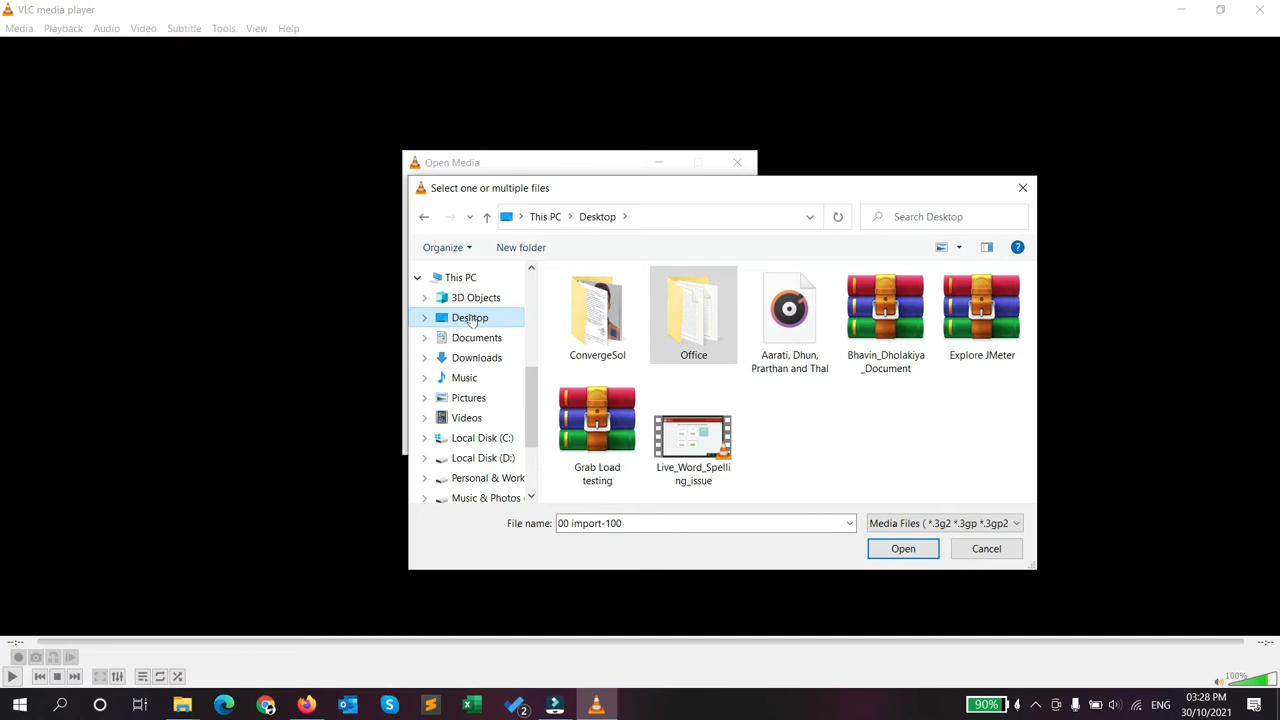 VLC media player
Media Playback Audio Video Subtitle Tools View Help
Open Media
Select one or multiple files
This PC Desktop
Search Desktop
Organize New folder
This PC
3D Objects
Desktop
Documents
Downloads
Music
Pictures
Videos
Local Disk (C:)
Local Disk (D:)
Personal & Work
Music & Photos
ConvergeSol
Office
Aarati, Dhun,
Prarthan and Thal
Bhavin_Dholakiya
_Document
Explore JMeter
Grab Load
testing
Live_Word_Spelli
ng_issue
File name: 00 import-100
Media Files ( *.3g2 *.3gp *.3gp2
Open Cancel
--:-- --:--
100%
2
90%
ENG
03:28 PM
30/10/2021